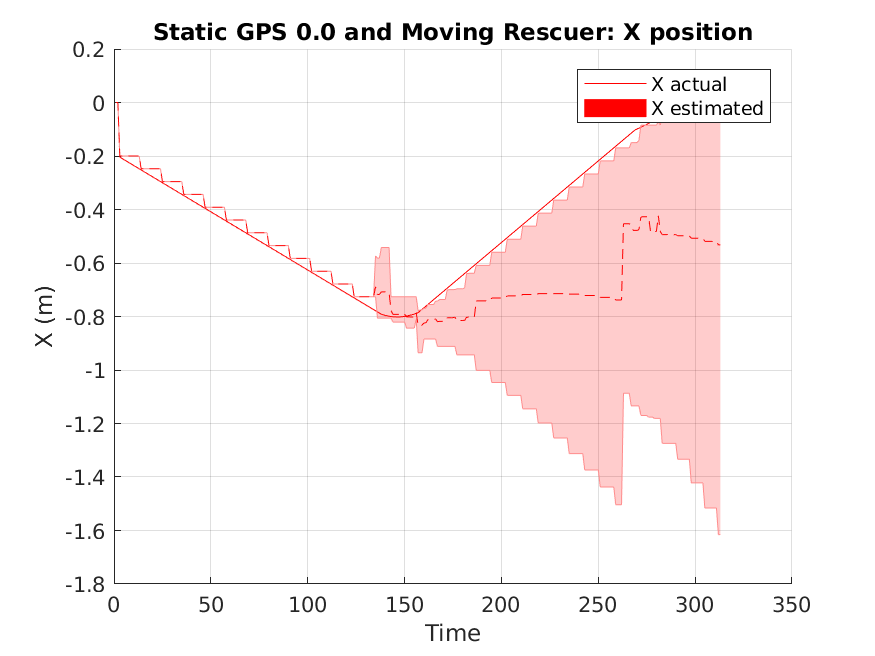 Static GPS 0.0 and Moving Rescuer: X position
X actual
X estimated
0.2
0
-0.2
-0.4
-0.6
-0.8
-1
-1.2
-1.4
-1.6
-1.8
X (m)
0 50 100 150 200 250 300 350
Time